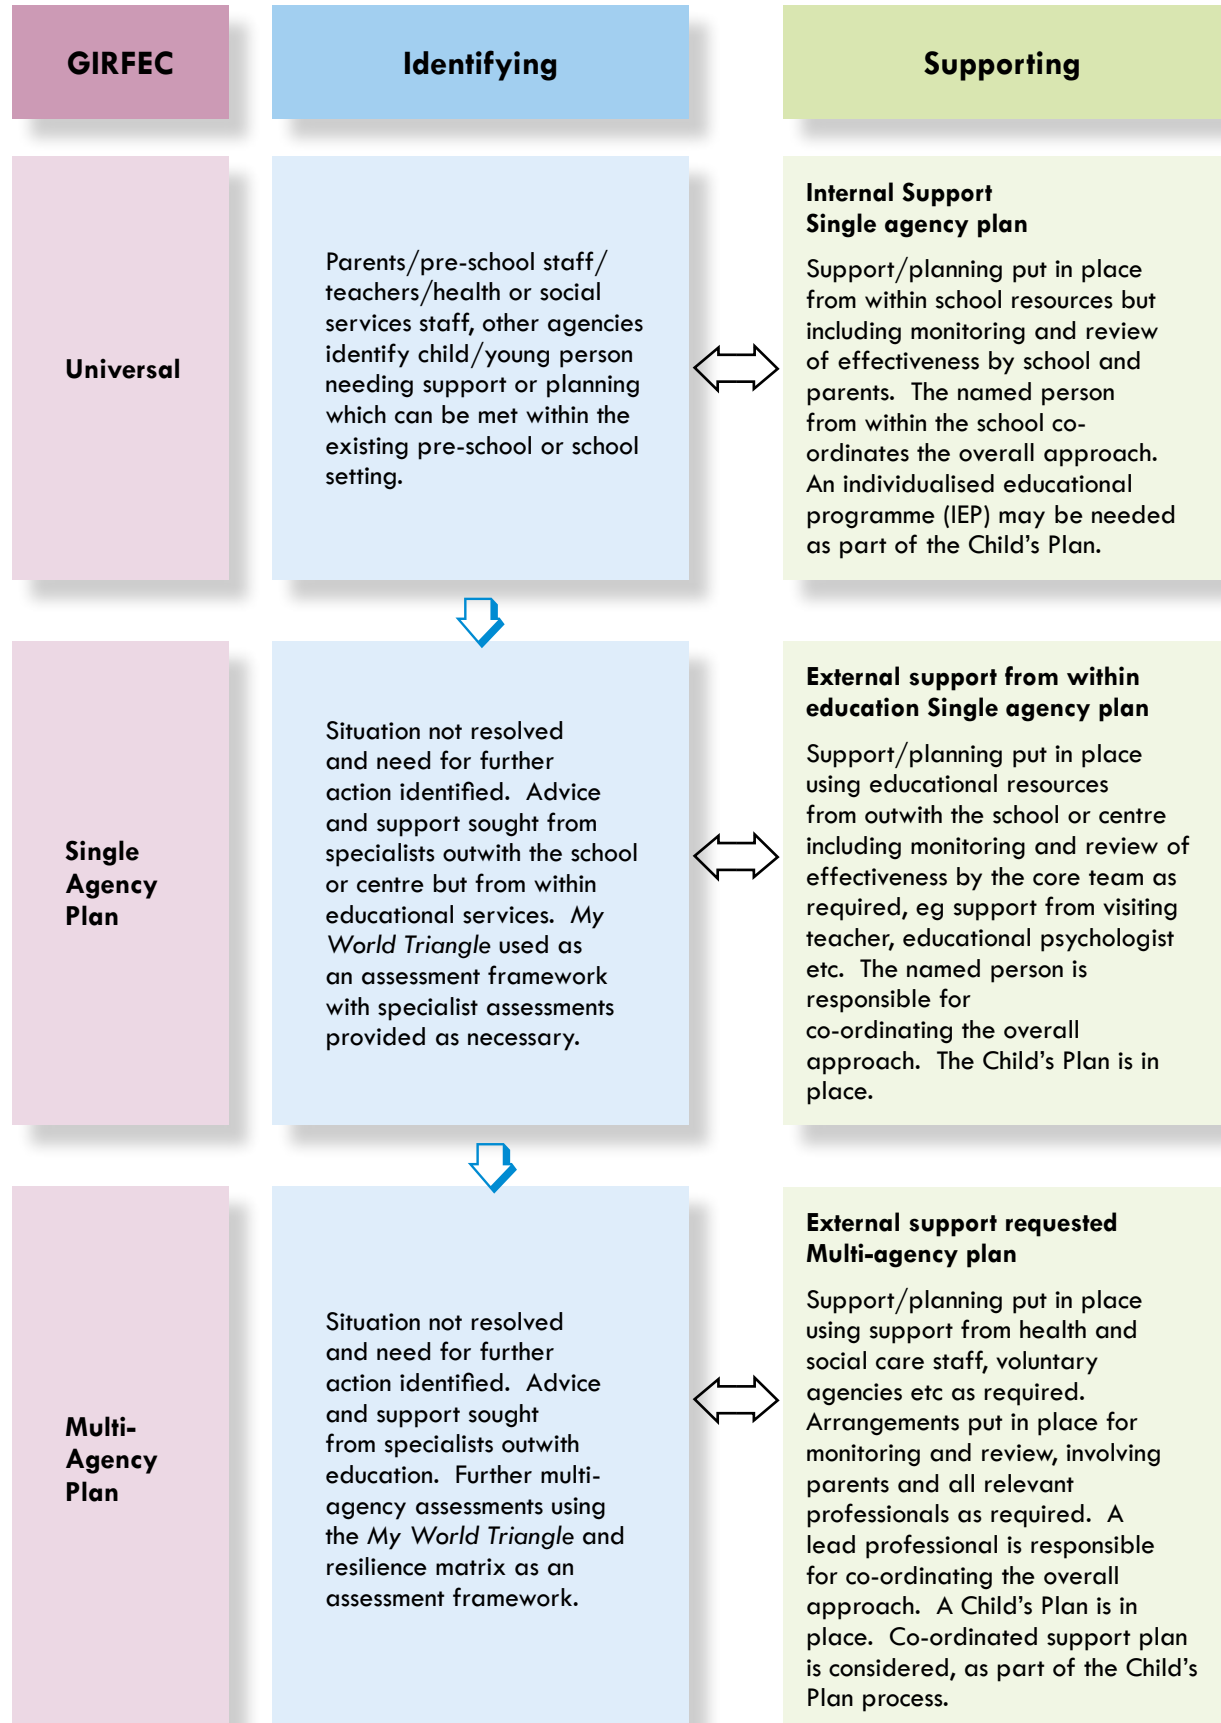 GIRFEC
Identifying
Supporting
Universal
Parents/pre-school staff/
teachers/health or social
services staff, other agencies
identify child/young person
needing support or planning
which can be met within the
existing pre-school or school
setting.
Internal Support
Single agency plan
Support/planning put in place
from within school resources but
including monitoring and review
of effectiveness by school and
parents.  The named person
from within the school co-
ordinates the overall approach.
An individualised educational
programme (IEP) may be needed
as part of the Child’s Plan.
Single
Agency
Plan
Situation not resolved
and need for further
action identified.  Advice
and support sought from
specialists outwith the school
or centre but from within
educational services.  My
World Triangle used as
an assessment framework
with specialist assessments
provided as necessary.
External support from within
education Single agency plan
Support/planning put in place
using educational resources
from outwith the school or centre
including monitoring and review of
effectiveness by the core team as
required, eg support from visiting
teacher, educational psychologist
etc.  The named person is
responsible for
co-ordinating the overall
approach.  The Child’s Plan is in
place.
Multi-
Agency
Plan
Situation not resolved
and need for further
action identified.  Advice
and support sought
from specialists outwith
education.  Further multi-
agency assessments using
the My World Triangle and
resilience matrix as an
assessment framework.
External support requested
Multi-agency plan
Support/planning put in place
using support from health and
social care staff, voluntary
agencies etc as required.
Arrangements put in place for
monitoring and review, involving
parents and all relevant
professionals as required.  A
lead professional is responsible
for co-ordinating the overall
approach.  A Child’s Plan is in
place.  Co-ordinated support plan
is considered, as part of the Child’s
Plan process.